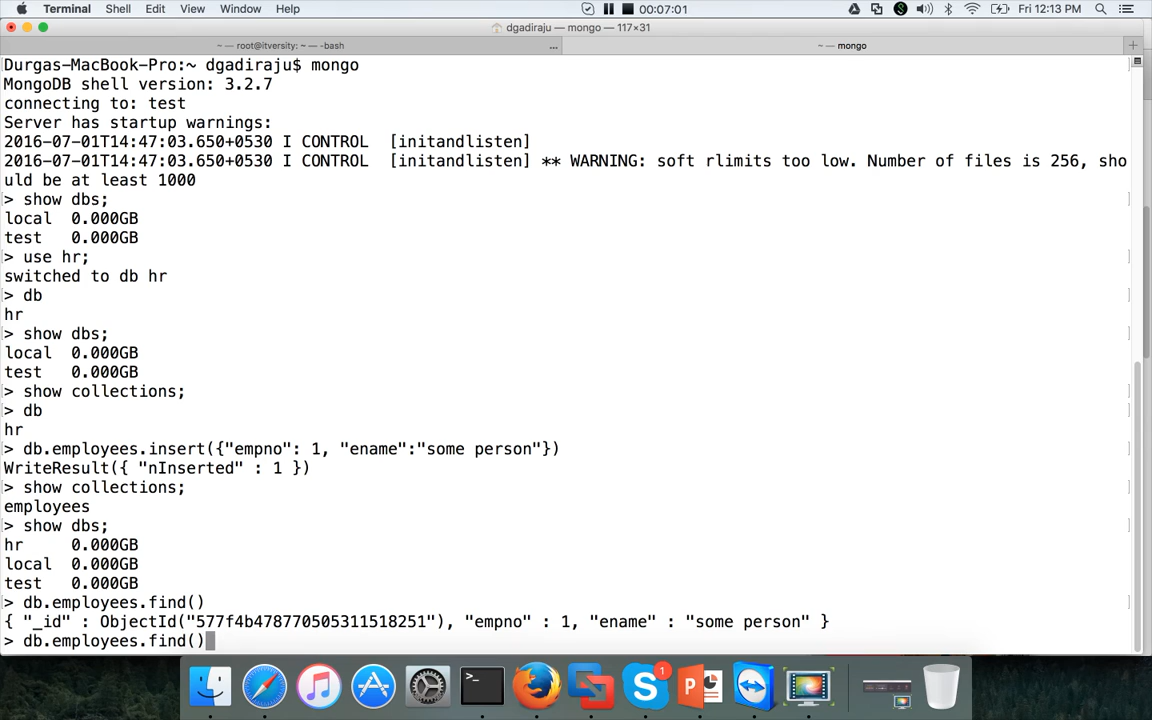 Terminal Shell Edit View Window Help 00:07:01 Fri 12:13 PM
dgadiraju — mongo — 117×31
~ — root@itversity: ~ — -bash ... ~ — mongo +
Durgas-MacBook-Pro:~ dgadiraju$ mongo
MongoDB shell version: 3.2.7
connecting to: test
Server has startup warnings:
2016-07-01T14:47:03.650+0530 I CONTROL  [initandlisten]
2016-07-01T14:47:03.650+0530 I CONTROL  [initandlisten] ** WARNING: soft rlimits too low. Number of files is 256, sho
uld be at least 1000
> show dbs;
local  0.000GB
test   0.000GB
> use hr;
switched to db hr
> db
hr
> show dbs;
local  0.000GB
test   0.000GB
> show collections;
> db
hr
> db.employees.insert({"empno": 1, "ename":"some person"})
WriteResult({ "nInserted" : 1 })
> show collections;
employees
> show dbs;
hr     0.000GB
local  0.000GB
test   0.000GB
> db.employees.find()
{ "_id" : ObjectId("577f4b478770505311518251"), "empno" : 1, "ename" : "some person" }
> db.employees.find()
>_ S 1 P